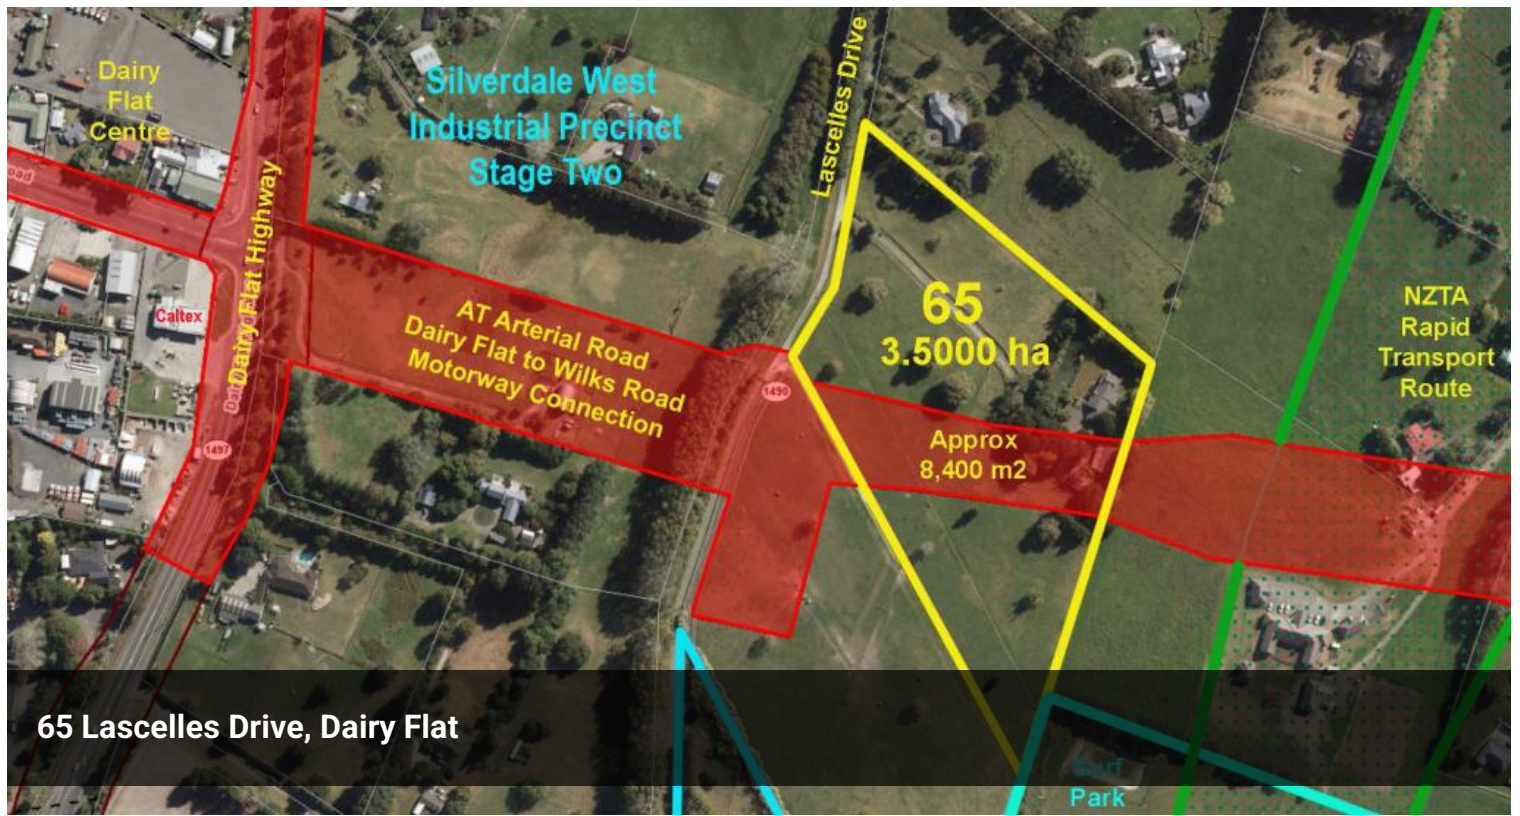 Dairy
Flat
Centre
Silverdale West
Industrial Precinct
Stage Two
Lascelles Drive
oad
Dairy Flat Highway
Caltex
AT Arterial Road
Dairy Flat to Wilks Road
Motorway Connection
65
3.5000 ha
NZTA
Rapid
Transport
Route
1490
Approx
8,400 m2
1497
65 Lascelles Drive, Dairy Flat
Surf
Park